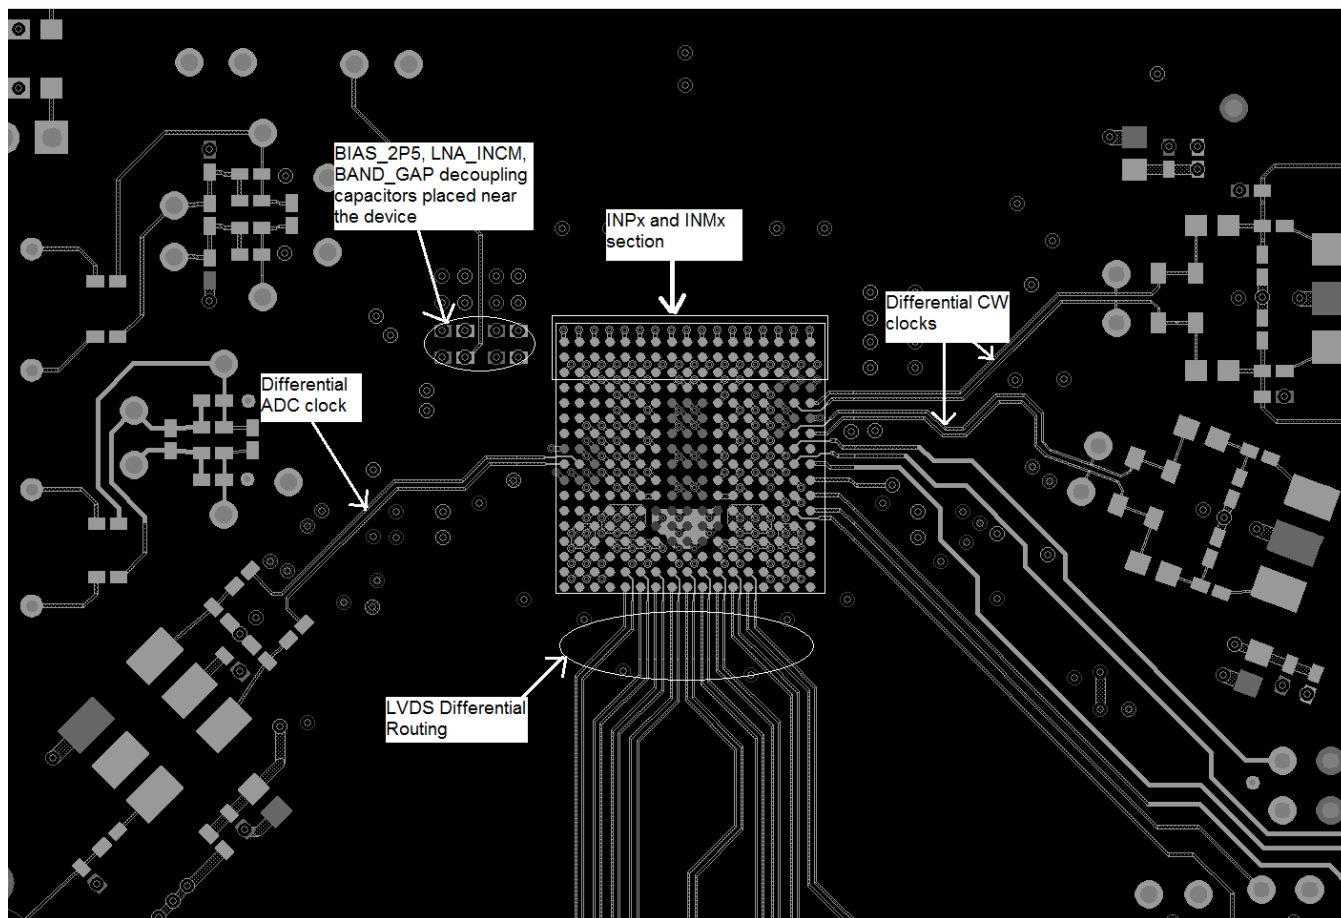 BIAS_2P5, LNA_INCM,
BAND_GAP decoupling
capacitors placed near
the device
INPx and INMx
section
Differential CW
clocks
Differential
ADC clock
LVDS Differential
Routing